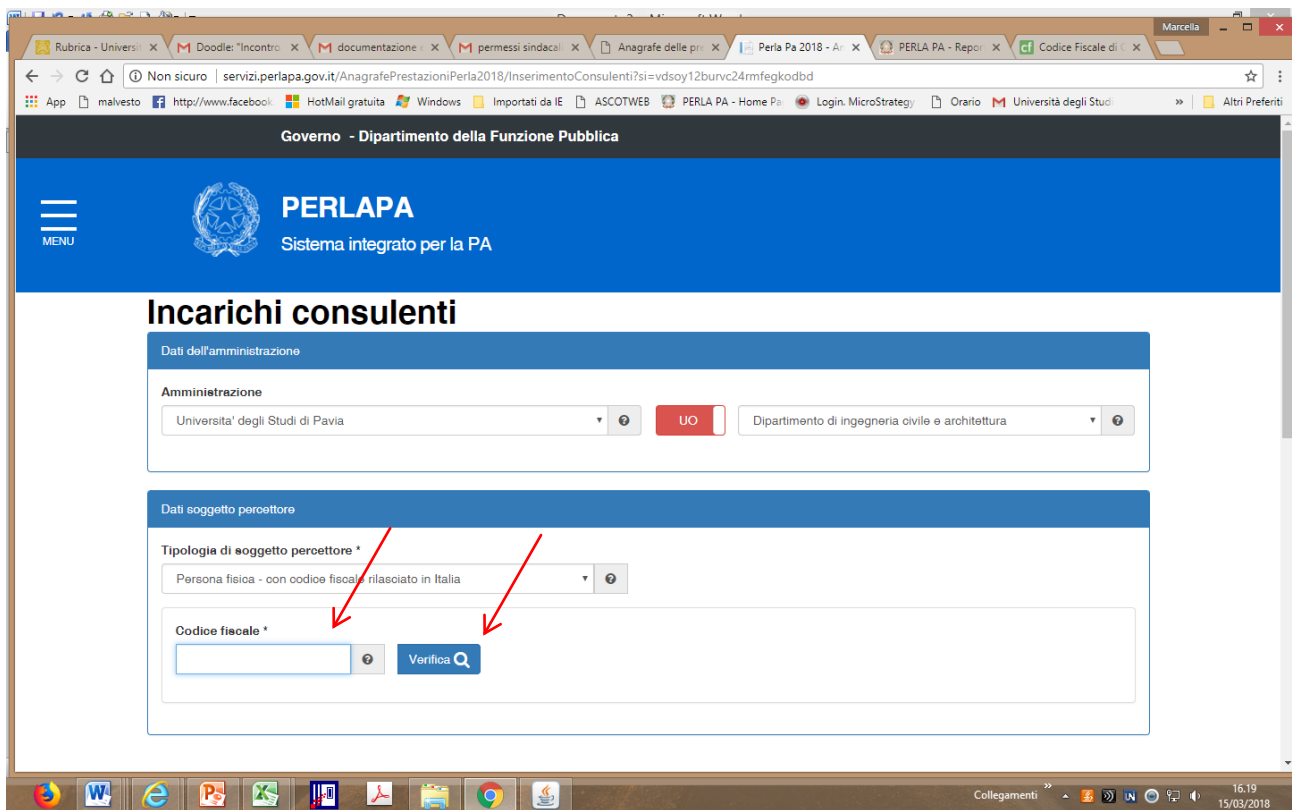 Marcella
Rubrica - Universit
Doodle: "Incontro
documentazione
permessi sindacal
Anagrafe delle pre
Perla Pa 2018 - An
PERLA PA - Repor
Codice Fiscale di
Non sicuro | servizi.perlapa.gov.it/AnagrafePrestazioniPerla2018/InserimentoConsulenti?si=vdsoy12burvc24rmfegkodbd
App malvesto http://www.facebook HotMail gratuita Windows Importati da IE ASCOTWEB PERLA PA - Home Pa Login. MicroStrategy Orario Università degli Studi » Altri Preferiti
Governo - Dipartimento della Funzione Pubblica
MENU
PERLAPA
Sistema integrato per la PA
Incarichi consulenti
Dati dell'amministrazione
Amministrazione
Universita' degli Studi di Pavia
UO
Dipartimento di ingegneria civile e architettura
Dati soggetto percettore
Tipologia di soggetto percettore *
Persona fisica - con codice fiscale rilasciato in Italia
Codice fiscale *
Verifica
Collegamenti »
16.19
15/03/2018